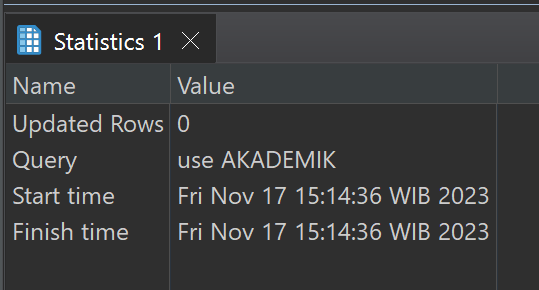 Statistics 1
Name Value
Updated Rows 0
Query use AKADEMIK
Start time Fri Nov 17 15:14:36 WIB 2023
Finish time Fri Nov 17 15:14:36 WIB 2023